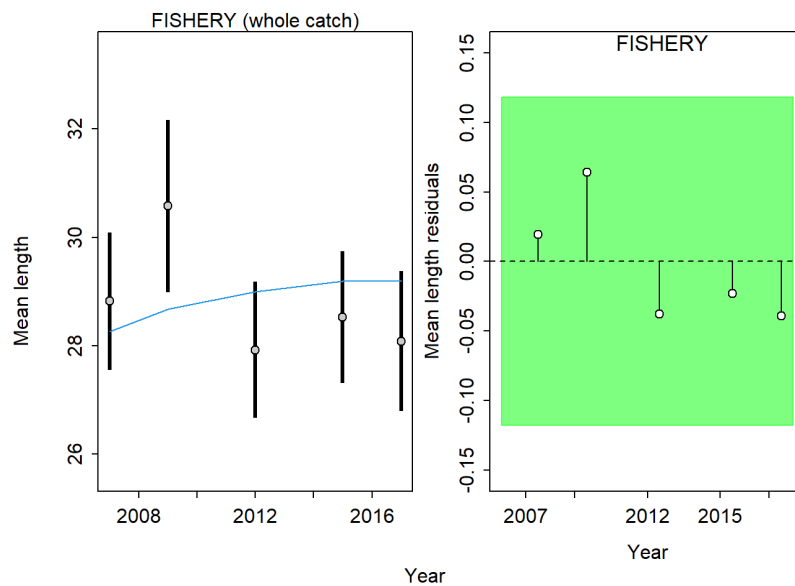 FISHERY (whole catch)
Mean length
32
30
28
26
2008
2012
2016
Year
FISHERY
Mean length residuals
0.15
0.10
0.05
0.00
-0.05
-0.10
-0.15
2007
2012
2015
Year